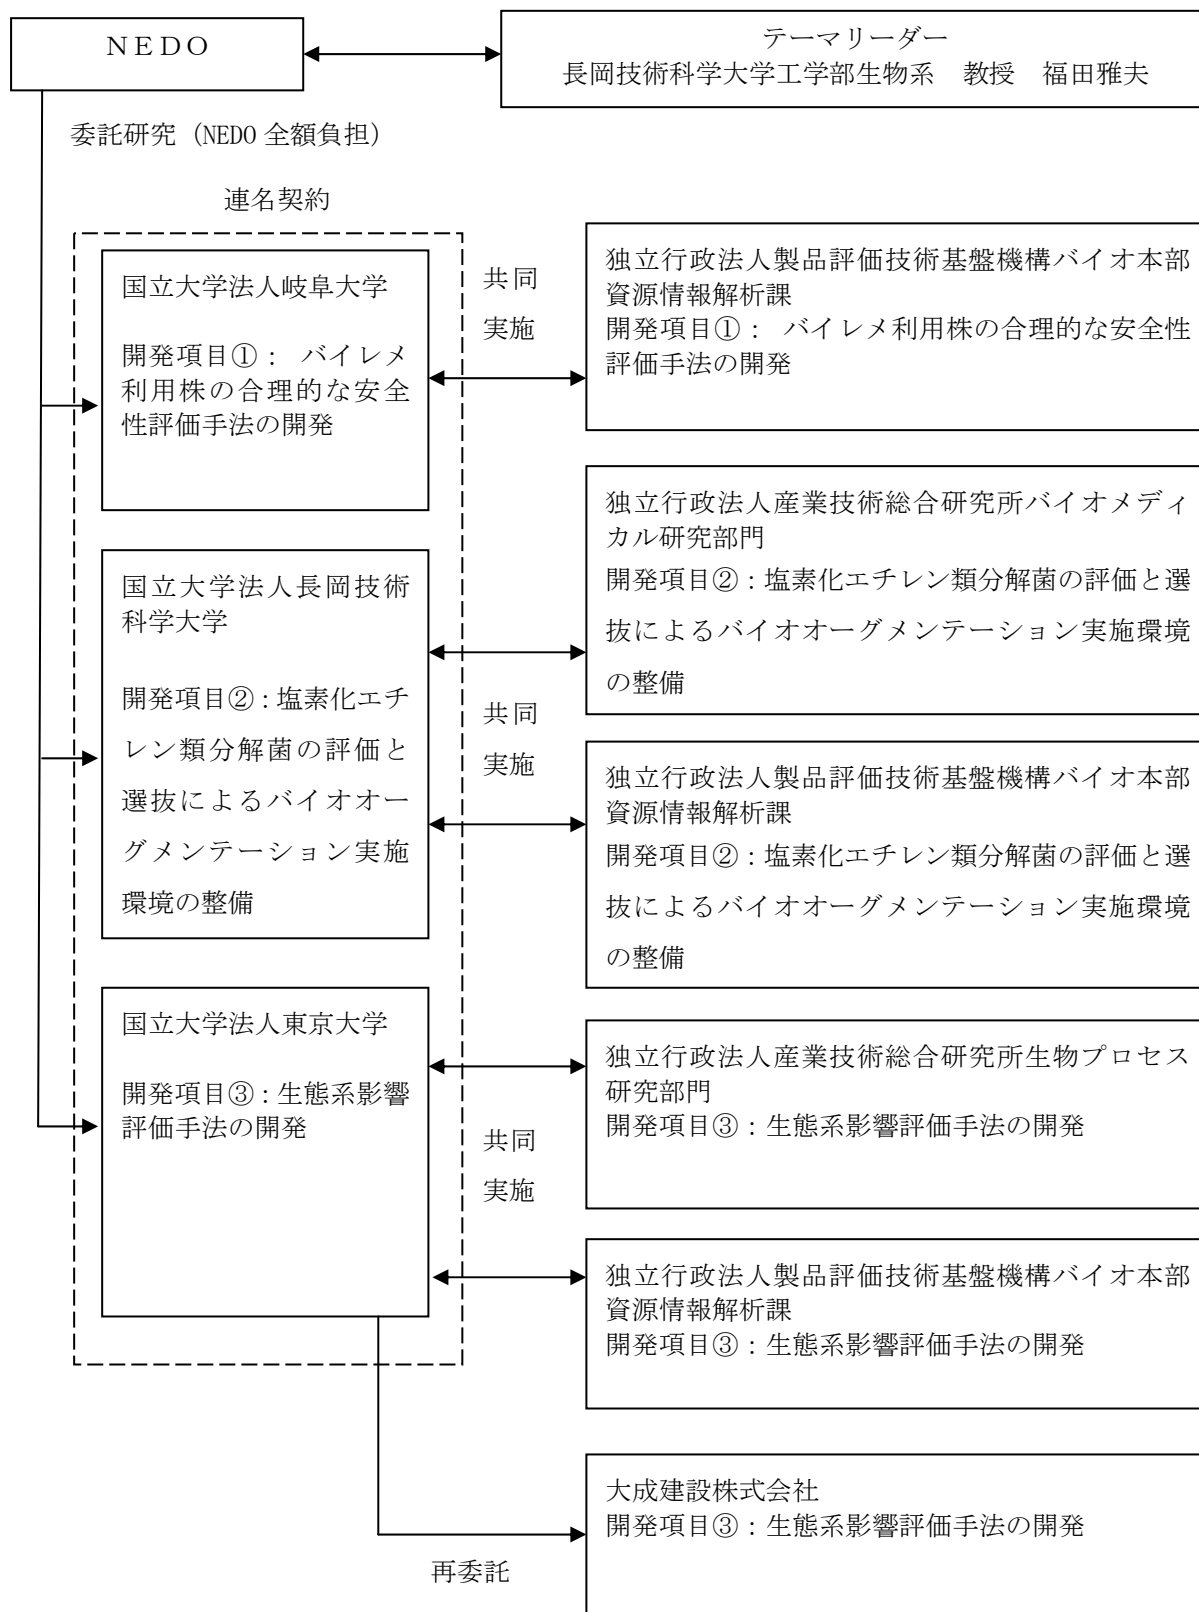 ＮＥＤＯ
テーマリーダー
長岡技術科学大学工学部生物系　教授　福田雅夫
委託研究（NEDO 全額負担）
連名契約
国立大学法人岐阜大学
開発項目①： バイレメ
利用株の合理的な安全
性評価手法の開発
共同
実施
独立行政法人製品評価技術基盤機構バイオ本部
資源情報解析課
開発項目①： バイレメ利用株の合理的な安全性
評価手法の開発
国立大学法人長岡技術
科学大学
開発項目②：塩素化エチ
レン類分解菌の評価と
選抜によるバイオオー
グメンテーション実施
環境の整備
共同
実施
独立行政法人産業技術総合研究所バイオメディ
カル研究部門
開発項目②：塩素化エチレン類分解菌の評価と選
抜によるバイオオーグメンテーション実施環境
の整備
独立行政法人製品評価技術基盤機構バイオ本部
資源情報解析課
開発項目②：塩素化エチレン類分解菌の評価と選
抜によるバイオオーグメンテーション実施環境
の整備
国立大学法人東京大学
開発項目③：生態系影響
評価手法の開発
共同
実施
独立行政法人産業技術総合研究所生物プロセス
研究部門
開発項目③：生態系影響評価手法の開発
独立行政法人製品評価技術基盤機構バイオ本部
資源情報解析課
開発項目③：生態系影響評価手法の開発
大成建設株式会社
開発項目③：生態系影響評価手法の開発
再委託